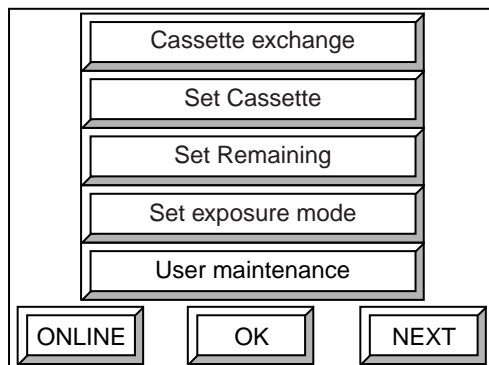 Cassette exchange
Set Cassette
Set Remaining
Set exposure mode
User maintenance
ONLINE OK NEXT